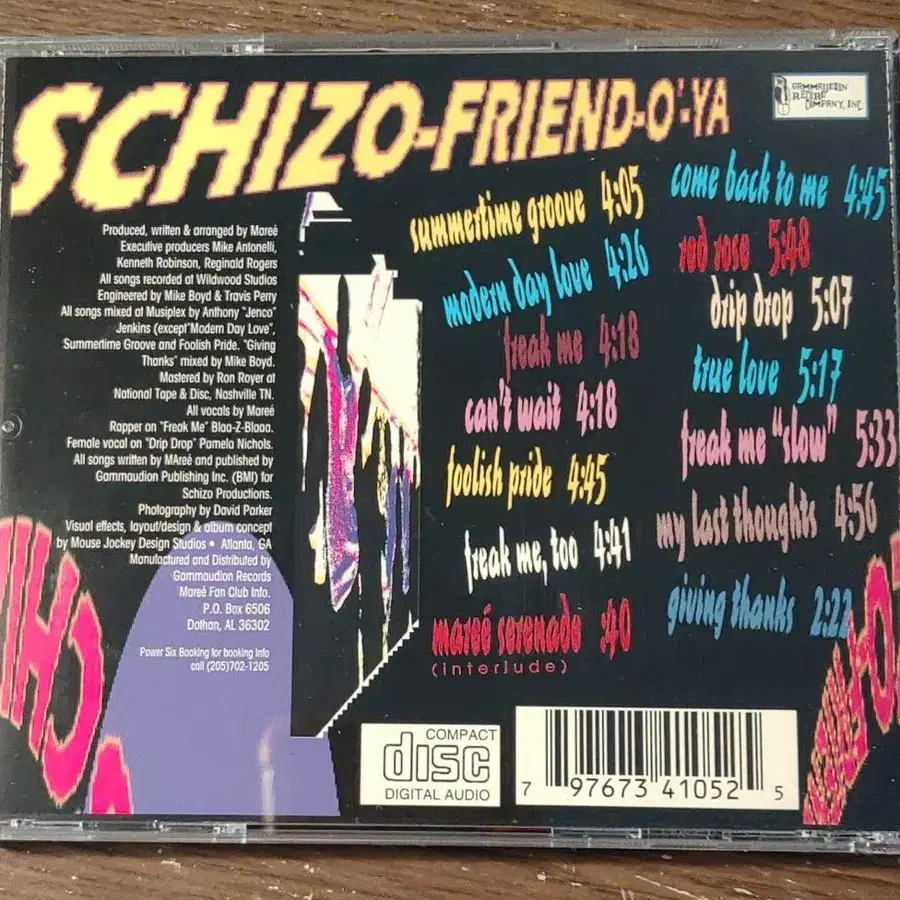 SCHIZO-FRIEND-O'-YA
GAMMAUDION
RECORD
COMPANY, INC.
Produced, written & arranged by Mareé
Executive producers Mike Antonelli,
Kenneth Robinson, Reginald Rogers
All songs recorded at Wildwood Studios
Engineered by Mike Boyd & Travis Perry
All songs mixed at Musiplex by Anthony "Jenco"
Jenkins (except"Modern Day Love",
Summertime Groove and Foolish Pride. "Giving
Thanks" mixed by Mike Boyd.
Mastered by Ron Royer at
National Tape & Disc, Nashville TN.
All vocals by Mareé
Rapper on "Freak Me" Blaa-Z-Blaaa.
Female vocal on "Drip Drop" Pamela Nichols.
All songs written by MAreé and published by
Gammaudion Publishing Inc. (BMI) for
Schizo Productions.
Photography by David Parker
Visual effects, layout/design & album concept
by Mouse Jockey Design Studios • Atlanta, GA
Manufactured and Distributed by
Gammaudion Records
Mareé Fan Club Info.
P.O. Box 6506
Dothan, AL 36302
Power Six Booking for booking info
call (205)702-1205
summertime groove 4:05
modern day love 4:26
freak me 4:18
can't wait 4:18
foolish pride 4:45
freak me, too 4:41
mareé serenade :40
(interlude)
come back to me 4:45
red rose 5:48
drip drop 5:07
true love 5:17
freak me "slow" 5:33
my last thoughts 4:56
giving thanks 2:22
COMPACT
disc
DIGITAL AUDIO
7 97673 41052 5